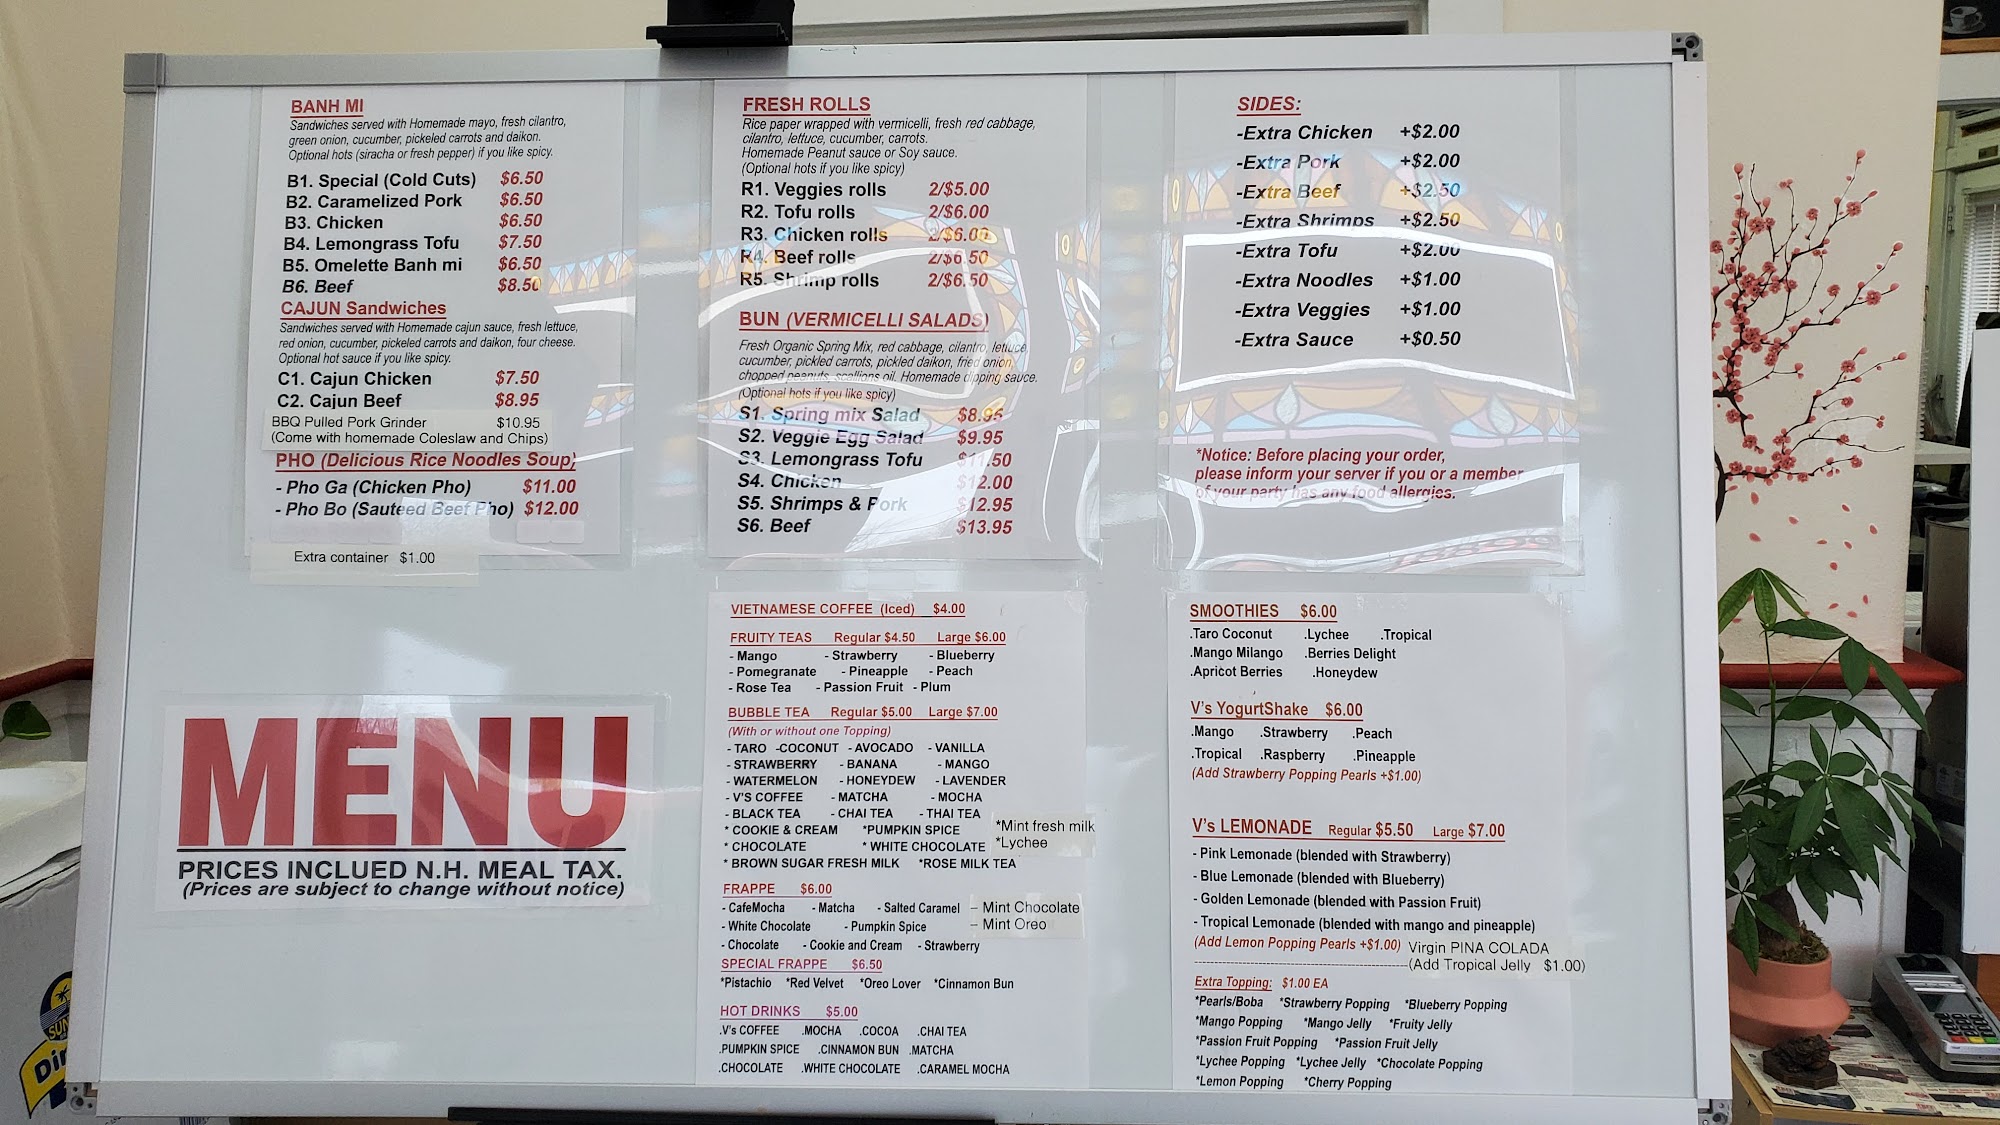 BANH MI
Sandwiches served with Homemade mayo, fresh cilantro,
green onion, cucumber, pickeled carrots and daikon.
Optional hots (siracha or fresh pepper) if you like spicy.
B1. Special (Cold Cuts) $6.50
B2. Caramelized Pork $6.50
B3. Chicken $6.50
B4. Lemongrass Tofu $7.50
B5. Omelette Banh mi $6.50
B6. Beef $8.50
CAJUN Sandwiches
Sandwiches served with Homemade cajun sauce, fresh lettuce,
red onion, cucumber, pickeled carrots and daikon, four cheese.
Optional hot sauce if you like spicy.
C1. Cajun Chicken $7.50
C2. Cajun Beef $8.95
BBQ Pulled Pork Grinder $10.95
(Come with homemade Coleslaw and Chips)
PHO (Delicious Rice Noodles Soup)
- Pho Ga (Chicken Pho) $11.00
- Pho Bo (Sauteed Beef Pho) $12.00
Extra container $1.00
MENU
PRICES INCLUDED N.H. MEAL TAX.
(Prices are subject to change without notice)
FRESH ROLLS
Rice paper wrapped with vermicelli, fresh red cabbage,
cilantro, lettuce, cucumber, carrots.
Homemade Peanut sauce or Soy sauce.
(Optional hots if you like spicy)
R1. Veggies rolls 2/$5.00
R2. Tofu rolls 2/$6.00
R3. Chicken rolls 2/$6.00
R4. Beef rolls 2/$6.50
R5. Shrimp rolls 2/$6.50
BUN (VERMICELLI SALADS)
Fresh Organic Spring Mix, red cabbage, cilantro, lettuce,
cucumber, pickled carrots, pickled daikon, fried onion,
chopped peanuts, scallions oil. Homemade dipping sauce.
(Optional hots if you like spicy)
S1. Spring mix Salad $8.95
S2. Veggie Egg Salad $9.95
S3. Lemongrass Tofu $11.50
S4. Chicken $12.00
S5. Shrimps & Pork $12.95
S6. Beef $13.95
SIDES:
-Extra Chicken +$2.00
-Extra Pork +$2.00
-Extra Beef +$2.50
-Extra Shrimps +$2.50
-Extra Tofu +$2.00
-Extra Noodles +$1.00
-Extra Veggies +$1.00
-Extra Sauce +$0.50
*Notice: Before placing your order,
please inform your server if you or a member
of your party has any food allergies.
VIETNAMESE COFFEE (Iced) $4.00
FRUITY TEAS Regular $4.50 Large $6.00
- Mango - Strawberry - Blueberry
- Pomegranate - Pineapple - Peach
- Rose Tea - Passion Fruit - Plum
BUBBLE TEA Regular $5.00 Large $7.00
(With or without one Topping)
- TARO -COCONUT - AVOCADO - VANILLA
- STRAWBERRY - BANANA - MANGO
- WATERMELON - HONEYDEW - LAVENDER
- V'S COFFEE - MATCHA - MOCHA
- BLACK TEA - CHAI TEA - THAI TEA
* COOKIE & CREAM *PUMPKIN SPICE *Mint fresh milk
* CHOCOLATE * WHITE CHOCOLATE *Lychee
* BROWN SUGAR FRESH MILK *ROSE MILK TEA
FRAPPE $6.00
- CafeMocha - Matcha - Salted Caramel - Mint Chocolate
- White Chocolate - Pumpkin Spice - Mint Oreo
- Chocolate - Cookie and Cream - Strawberry
SPECIAL FRAPPE $6.50
*Pistachio *Red Velvet *Oreo Lover *Cinnamon Bun
HOT DRINKS $5.00
.V's COFFEE .MOCHA .COCOA .CHAI TEA
.PUMPKIN SPICE .CINNAMON BUN .MATCHA
.CHOCOLATE .WHITE CHOCOLATE .CARAMEL MOCHA
SMOOTHIES $6.00
.Taro Coconut .Lychee .Tropical
.Mango Milango .Berries Delight
.Apricot Berries .Honeydew
V's YogurtShake $6.00
.Mango .Strawberry .Peach
.Tropical .Raspberry .Pineapple
(Add Strawberry Popping Pearls +$1.00)
V's LEMONADE Regular $5.50 Large $7.00
- Pink Lemonade (blended with Strawberry)
- Blue Lemonade (blended with Blueberry)
- Golden Lemonade (blended with Passion Fruit)
- Tropical Lemonade (blended with mango and pineapple)
(Add Lemon Popping Pearls +$1.00) Virgin PINA COLADA
(Add Tropical Jelly $1.00)
Extra Topping: $1.00 EA
*Pearls/Boba *Strawberry Popping *Blueberry Popping
*Mango Popping *Mango Jelly *Fruity Jelly
*Passion Fruit Popping *Passion Fruit Jelly
*Lychee Popping *Lychee Jelly *Chocolate Popping
*Lemon Popping *Cherry Popping